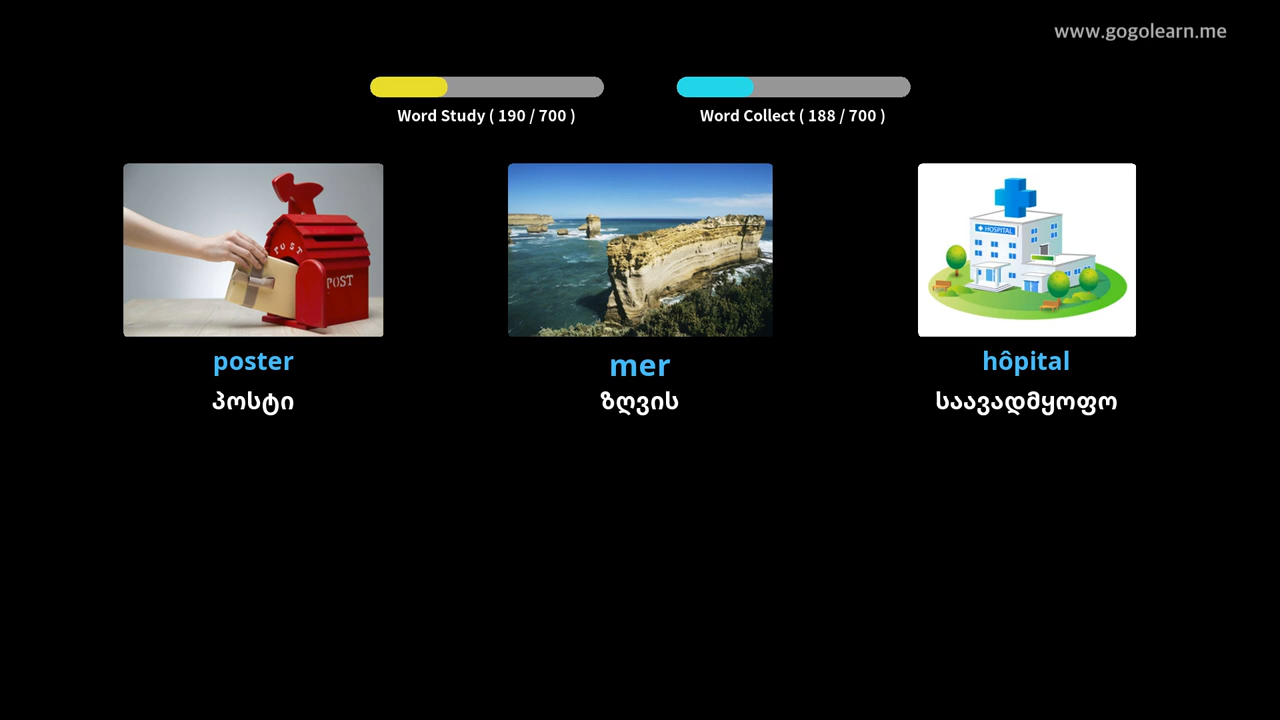 www.gogolearn.me
Word Study ( 190 / 700 )
Word Collect ( 188 / 700 )
POST
POST
HOSPITAL
poster
mer
hôpital
პოსტი
ზღვის
საავადმყოფო